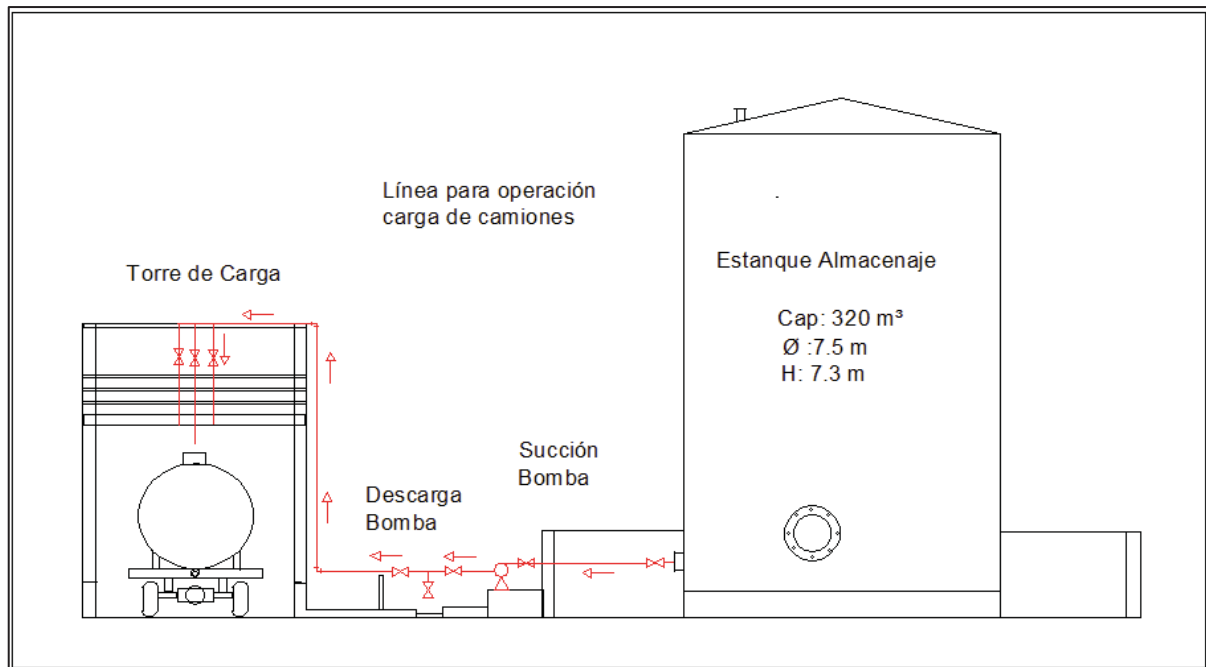 Línea para operación
carga de camiones
Torre de Carga
Estanque Almacenaje
Cap: 320 m³
Ø :7.5 m
H: 7.3 m
Succión
Bomba
Descarga
Bomba